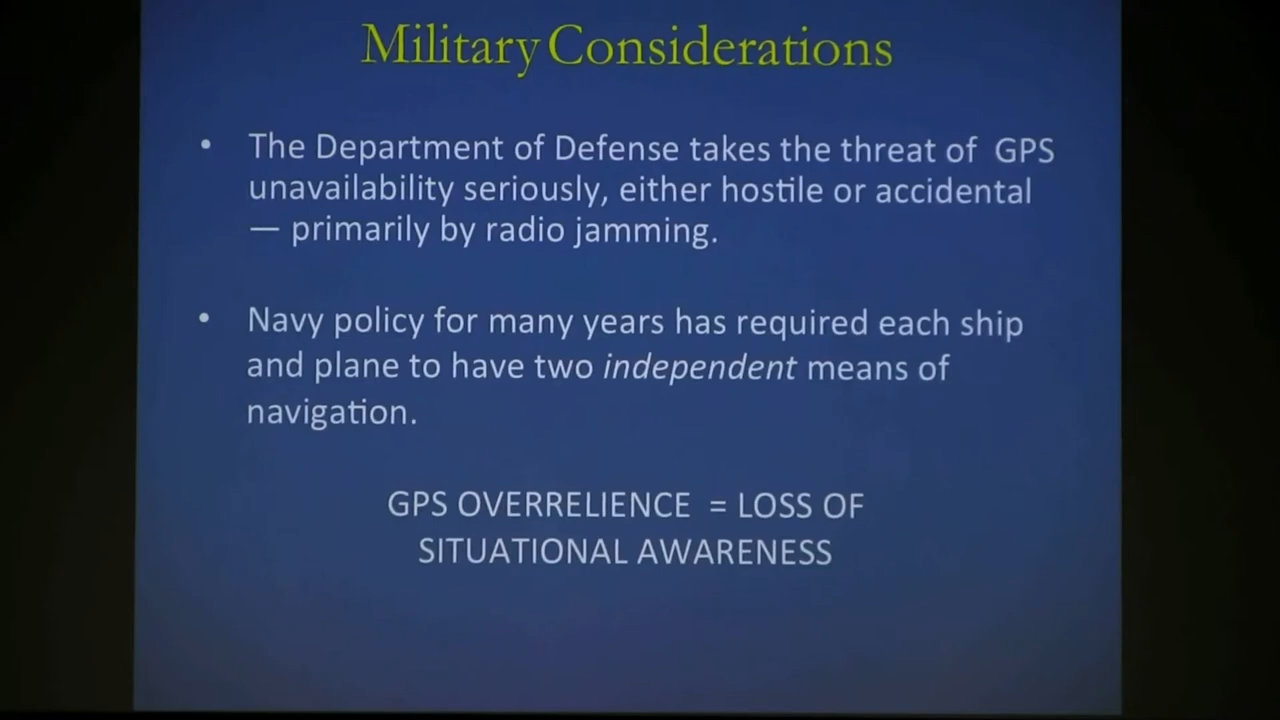 Military Considerations
• The Department of Defense takes the threat of GPS
unavailability seriously, either hostile or accidental
— primarily by radio jamming.
• Navy policy for many years has required each ship
and plane to have two independent means of
navigation.
GPS OVERRELIENCE = LOSS OF
SITUATIONAL AWARENESS